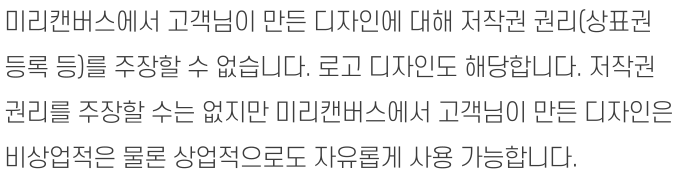 미리캔버스에서 고객님이 만든 디자인에 대해 저작권 권리(상표권
등록 등)를 주장할 수 없습니다. 로고 디자인도 해당합니다. 저작권
권리를 주장할 수는 없지만 미리캔버스에서 고객님이 만든 디자인은
비상업적은 물론 상업적으로도 자유롭게 사용 가능합니다.